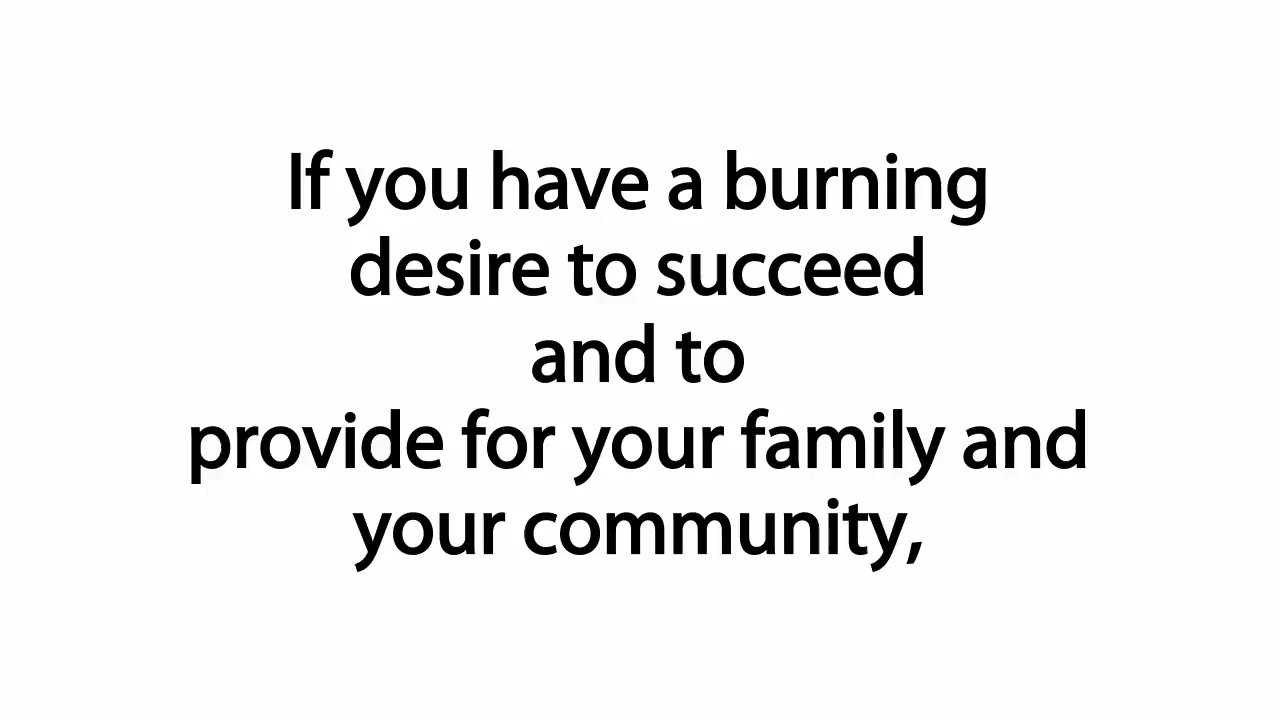 If you have a burning
desire to succeed
and to
provide for your family and
your community,